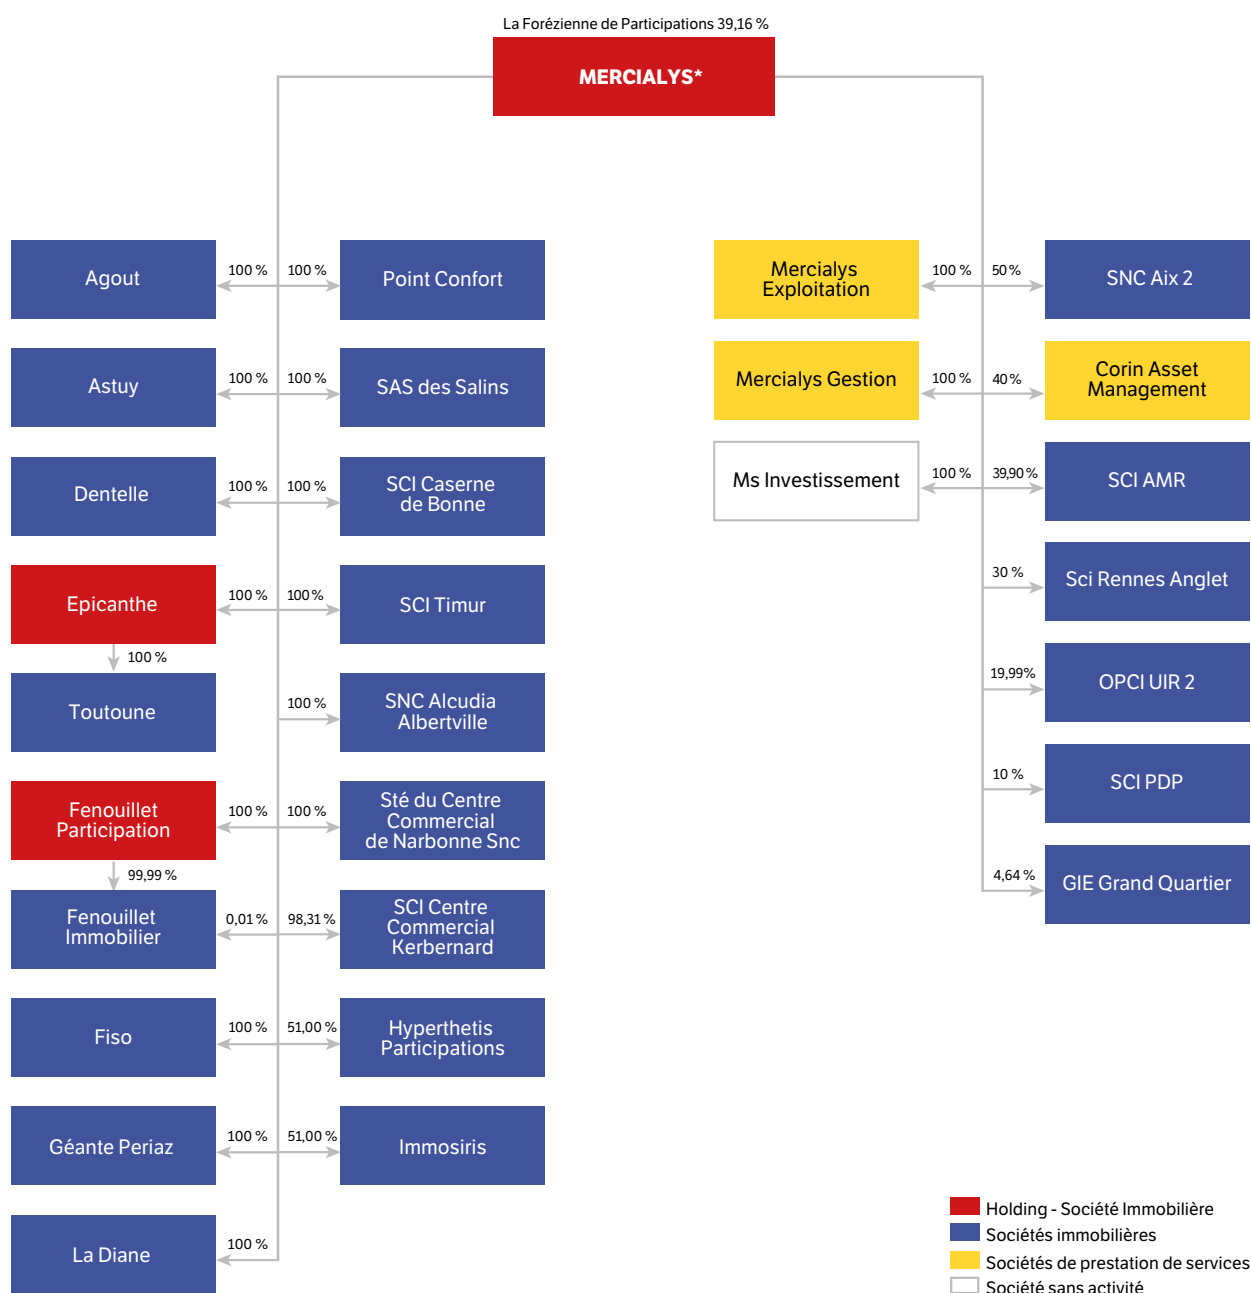 La Forézienne de Participations 39,16 %
MERCIALYS*
Agout
100 %
100 %
Point Confort
Astuy
100 %
100 %
SAS des Salins
Dentelle
100 %
100 %
SCI Caserne
de Bonne
Epicanthe
100 %
100%
SCI Timur
100 %
Toutoune
100 %
SNC Alcudia
Albertville
Fenouillet
Participation
100 %
100 %
Sté du Centre
Commercial
de Narbonne Snc
99,99 %
Fenouillet
Immobilier
0,01 %
98,31 %
SCI Centre
Commercial
Kerbernard
Fiso
100 %
51,00 %
Hyperthetis
Participations
Géante Periaz
100 %
51,00 %
Immosiris
La Diane
100 %
Mercialys
Exploitation
100 %
50%
SNC Aix 2
Mercialys Gestion
100 %
40 %
Corin Asset
Management
Ms Investissement
100 %
39,90 %
SCI AMR
30 %
Sci Rennes Anglet
19,99%
OPCI UIR 2
10 %
SCI PDP
4,64 %
GIE Grand Quartier
Holding - Société Immobilière
Sociétés immobilières
Sociétés de prestation de services
Société sans activité